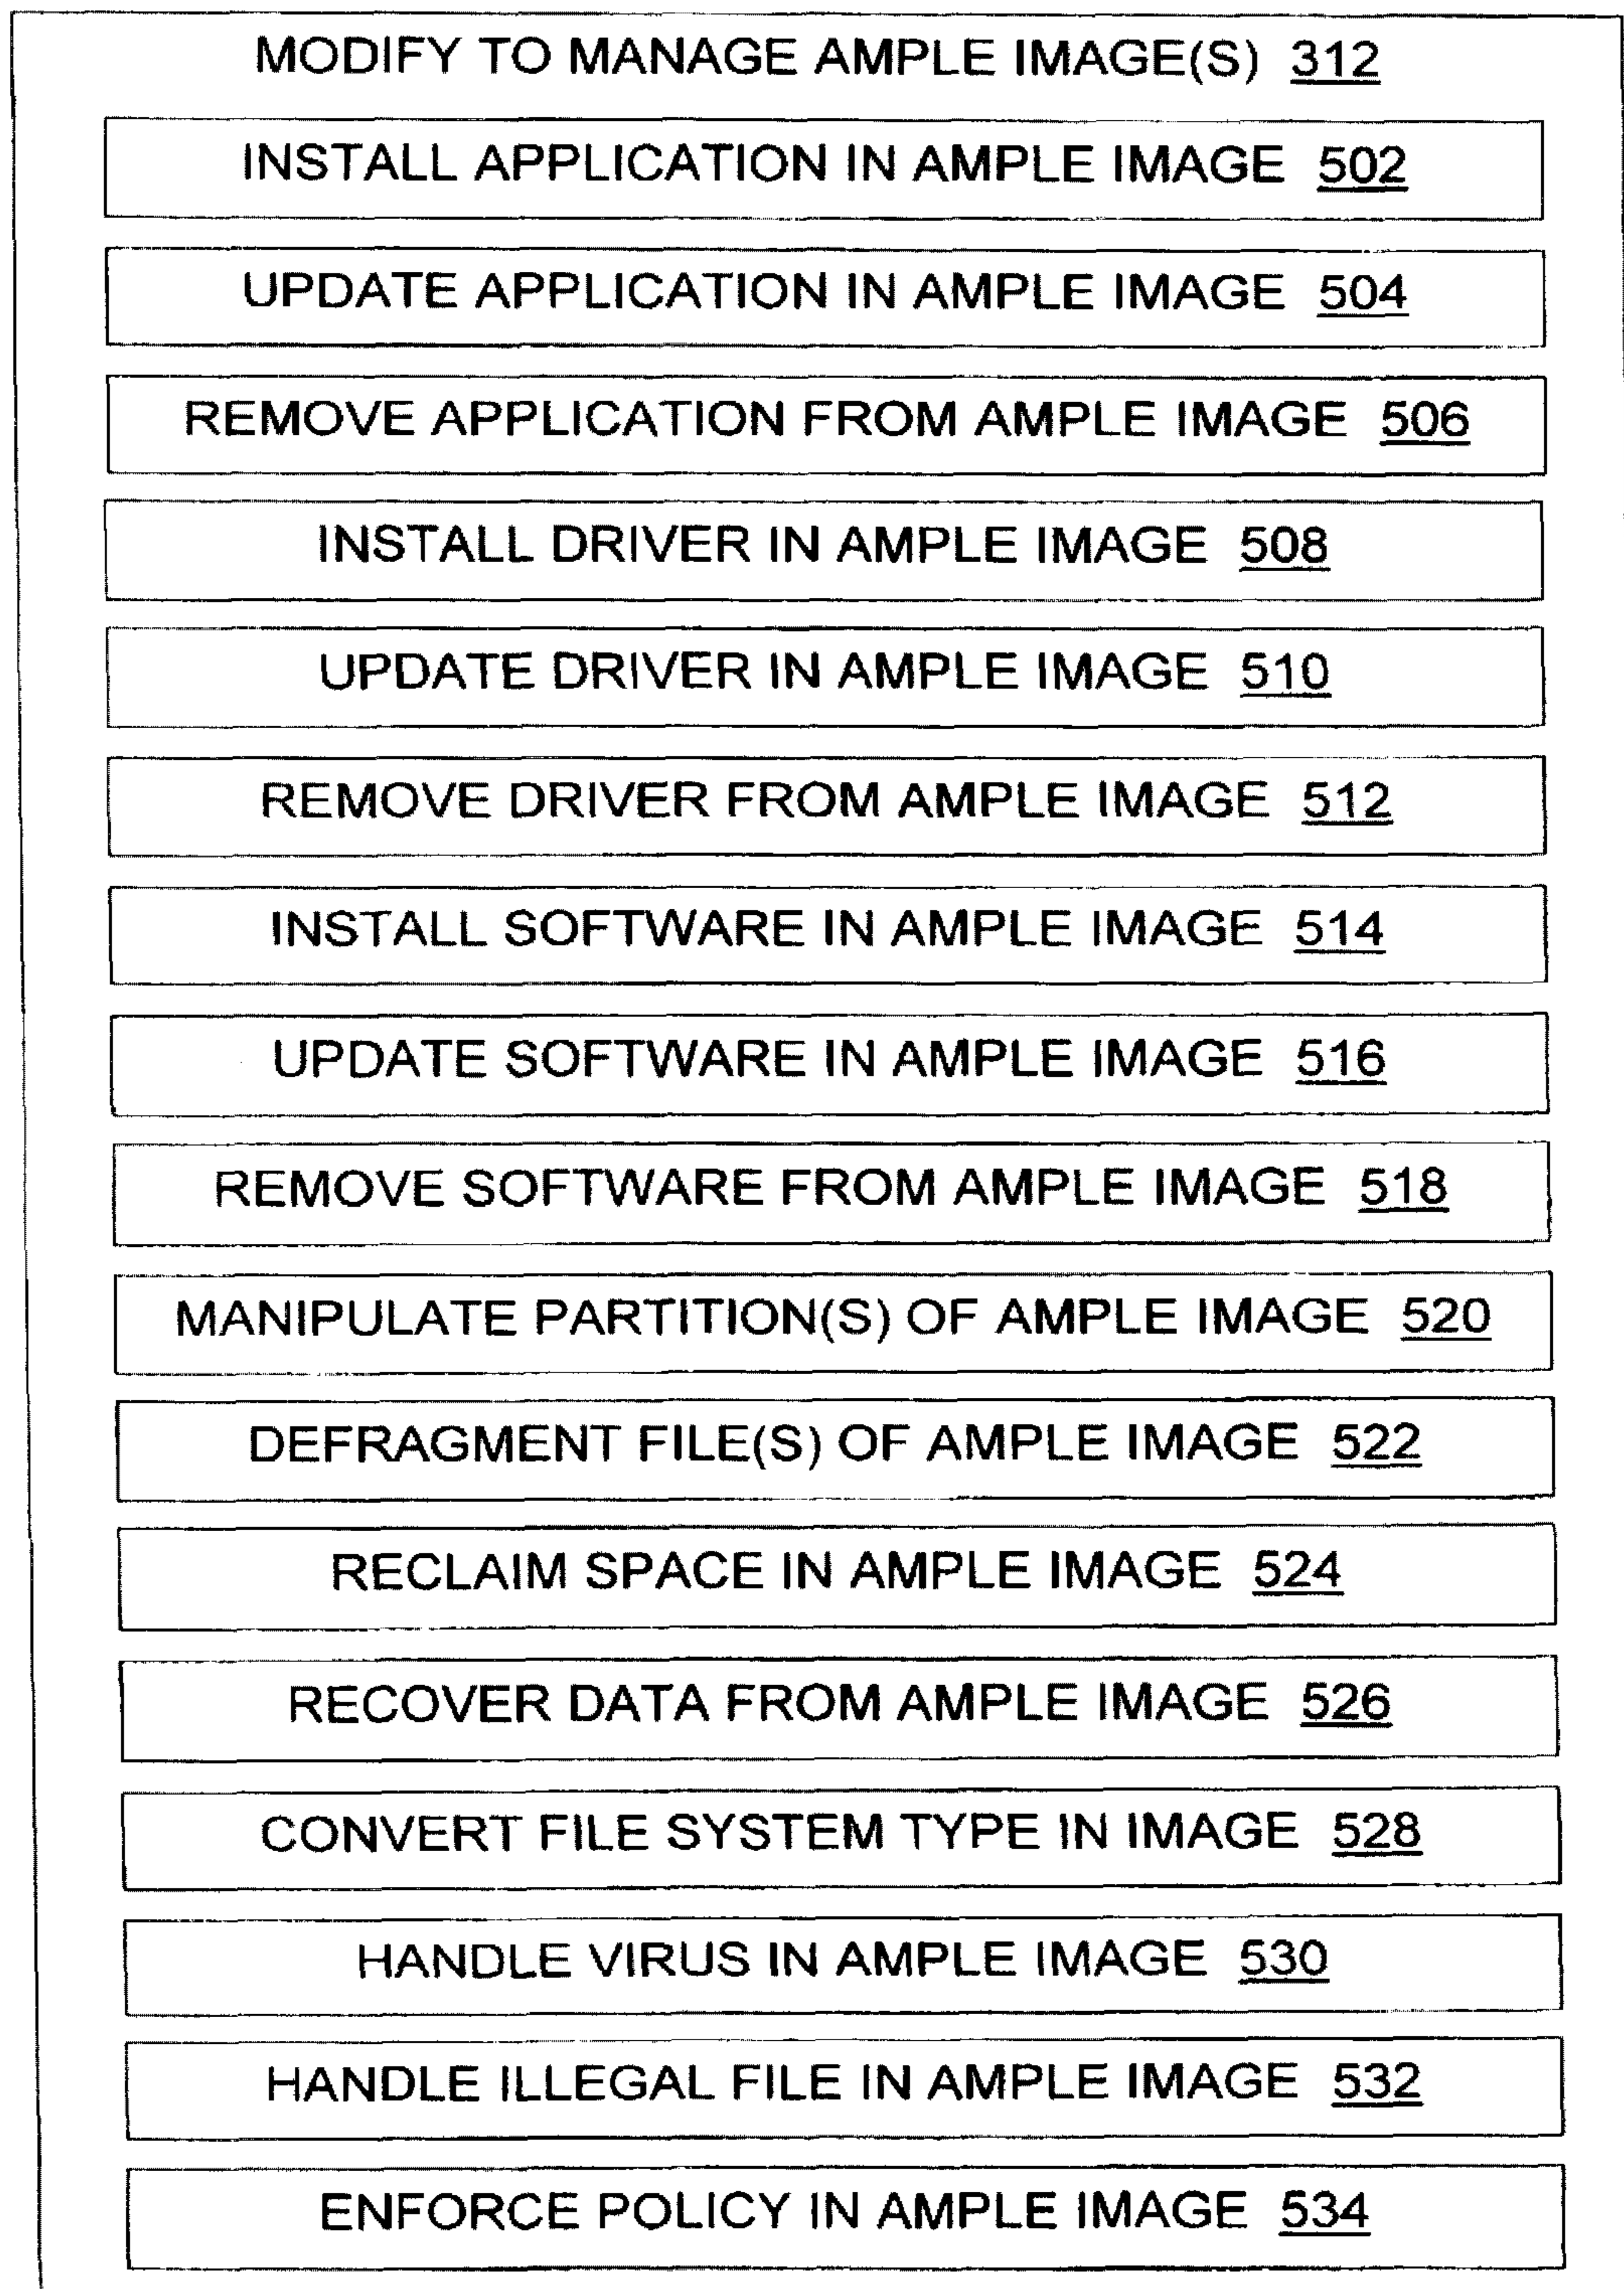 MODIFY TO MANAGE AMPLE IMAGE(S) 312
INSTALL APPLICATION IN AMPLE IMAGE 502
UPDATE APPLICATION IN AMPLE IMAGE 504
REMOVE APPLICATION FROM AMPLE IMAGE 506
INSTALL DRIVER IN AMPLE IMAGE 508
UPDATE DRIVER IN AMPLE IMAGE 510
REMOVE DRIVER FROM AMPLE IMAGE 512
INSTALL SOFTWARE IN AMPLE IMAGE 514
UPDATE SOFTWARE IN AMPLE IMAGE 516
REMOVE SOFTWARE FROM AMPLE IMAGE 518
MANIPULATE PARTITION(S) OF AMPLE IMAGE 520
DEFRAGMENT FILE(S) OF AMPLE IMAGE 522
RECLAIM SPACE IN AMPLE IMAGE 524
RECOVER DATA FROM AMPLE IMAGE 526
CONVERT FILE SYSTEM TYPE IN IMAGE 528
HANDLE VIRUS IN AMPLE IMAGE 530
HANDLE ILLEGAL FILE IN AMPLE IMAGE 532
ENFORCE POLICY IN AMPLE IMAGE 534